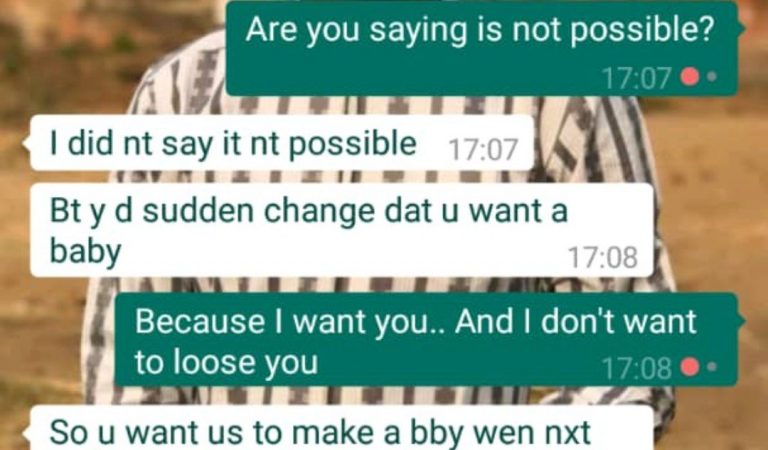 Are you saying is not possible?
17:07
I did nt say it nt possible 17:07
Bt y d sudden change dat u want a
baby 17:08
Because I want you.. And I don't want
to loose you 17:08
So u want us to make a bby wen nxt